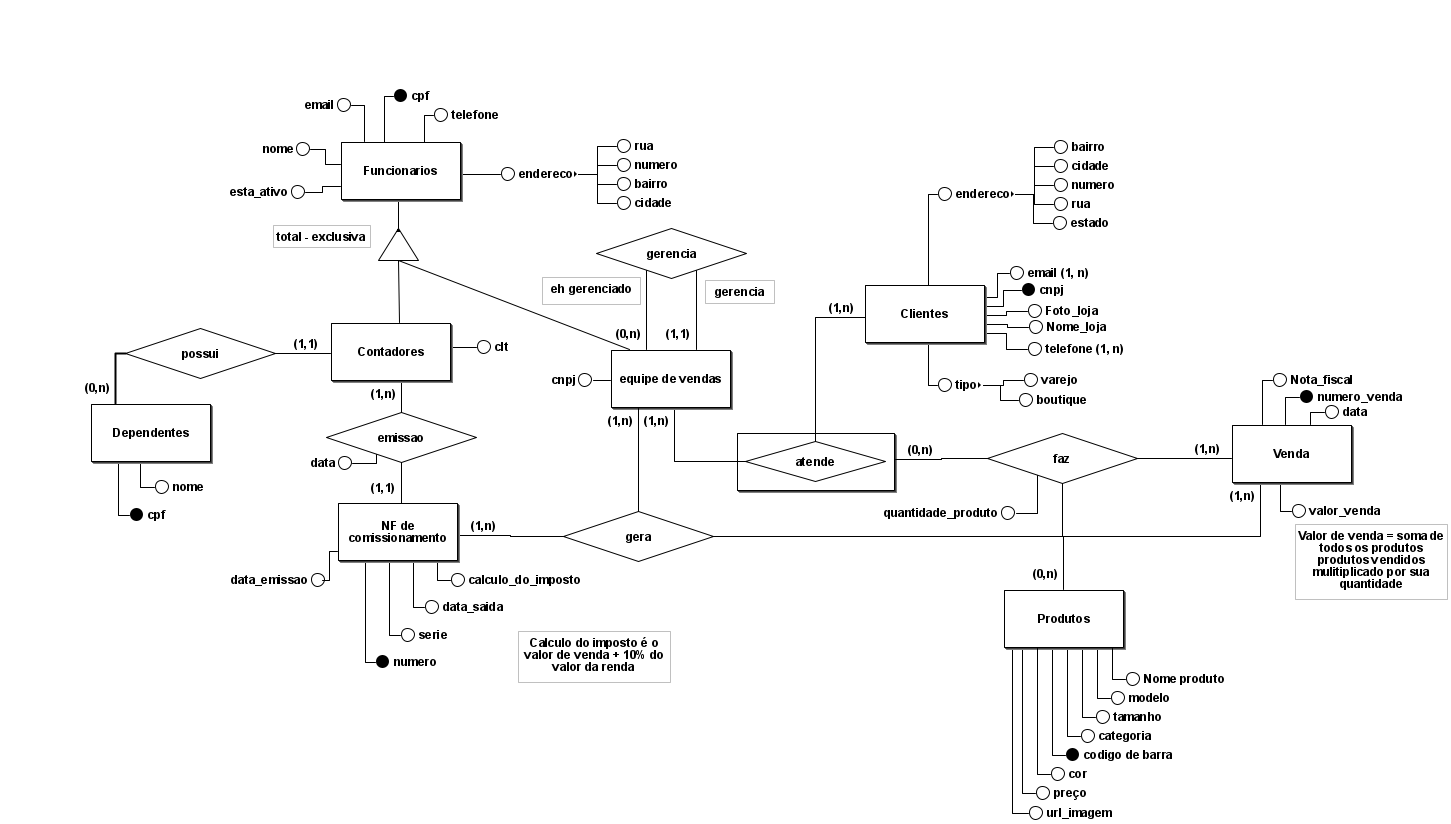 cpf
email
telefone
nome
Funcionarios
esta_ativo
endereco
rua
numero
bairro
cidade
total - exclusiva
gerencia
eh gerenciado
gerencia
(0,n)
(1,1)
bairro
cidade
numero
rua
estado
endereco
email (1, n)
cnpj
Foto_loja
Nome_loja
telefone (1, n)
Clientes
(1,n)
tipo
varejo
boutique
possui
(1,1)
Contadores
clt
(0,n)
Dependentes
nome
cpf
cnpj
equipe de vendas
(1,n)
(1,n)
(1,n)
emissao
data
(1,1)
atende
(0,n)
faz
(1,n)
quantidade_produto
Nota_fiscal
numero_venda
data
Venda
(1,n)
valor_venda
Valor de venda = soma de
todos os produtos
produtos vendidos
mulitiplicado por sua
quantidade
NF de
comissionamento
(1,n)
gera
data_emissao
calculo_do_imposto
data_saida
serie
numero
Calculo do imposto é o
valor de venda + 10% do
valor da renda
(0,n)
Produtos
Nome produto
modelo
tamanho
categoria
codigo de barra
cor
preço
url_imagem